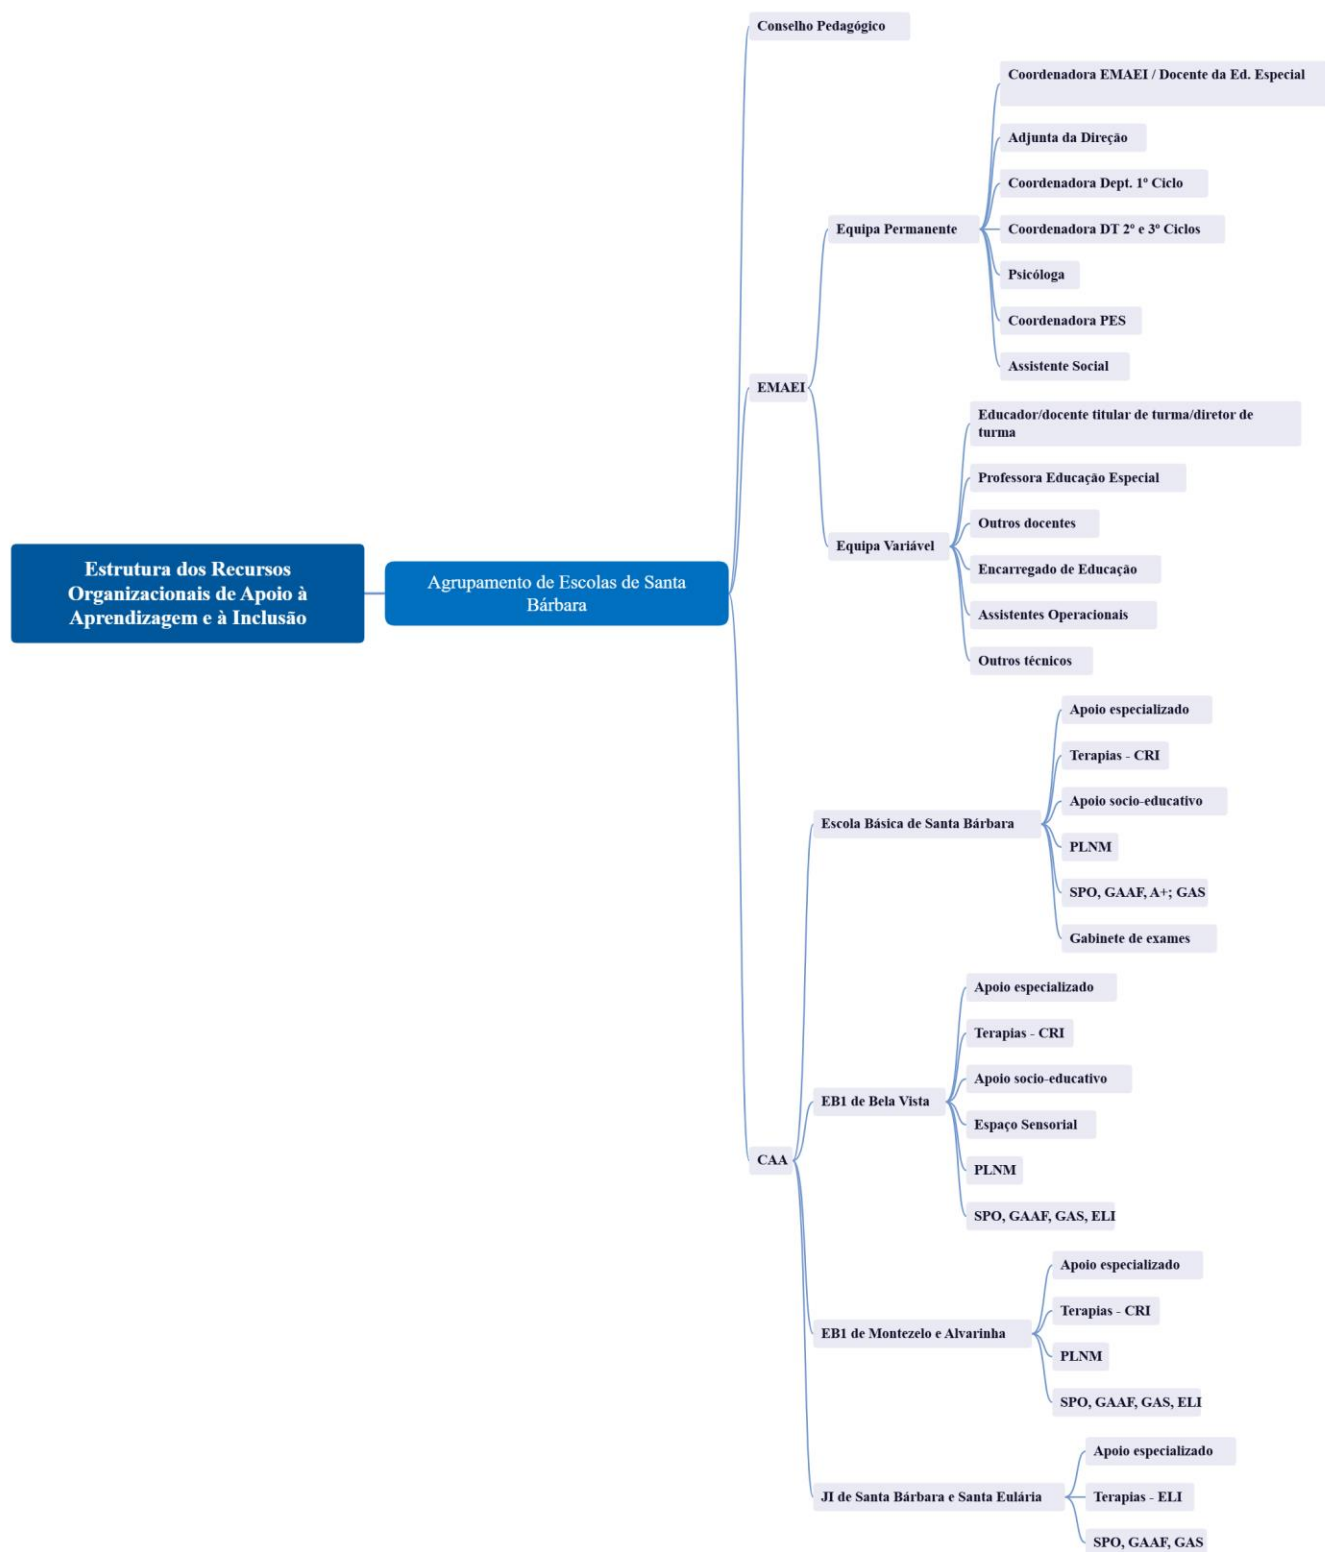 Estrutura dos Recursos
Organizacionais de Apoio à
Aprendizagem e à Inclusão
Agrupamento de Escolas de Santa
Bárbara
Conselho Pedagógico
EMAEI
Equipa Permanente
Coordenadora EMAEI / Docente da Ed. Especial
Adjunta da Direção
Coordenadora Dept. 1º Ciclo
Coordenadora DT 2º e 3º Ciclos
Psicóloga
Coordenadora PES
Assistente Social
Equipa Variável
Educador/docente titular de turma/diretor de
turma
Professora Educação Especial
Outros docentes
Encarregado de Educação
Assistentes Operacionais
Outros técnicos
CAA
Escola Básica de Santa Bárbara
Apoio especializado
Terapias - CRI
Apoio socio-educativo
PLNM
SPO, GAAF, A+; GAS
Gabinete de exames
EB1 de Bela Vista
Apoio especializado
Terapias - CRI
Apoio socio-educativo
Espaço Sensorial
PLNM
SPO, GAAF, GAS, ELI
EB1 de Montezelo e Alvarinha
Apoio especializado
Terapias - CRI
PLNM
SPO, GAAF, GAS, ELI
JI de Santa Bárbara e Santa Eulária
Apoio especializado
Terapias - ELI
SPO, GAAF, GAS